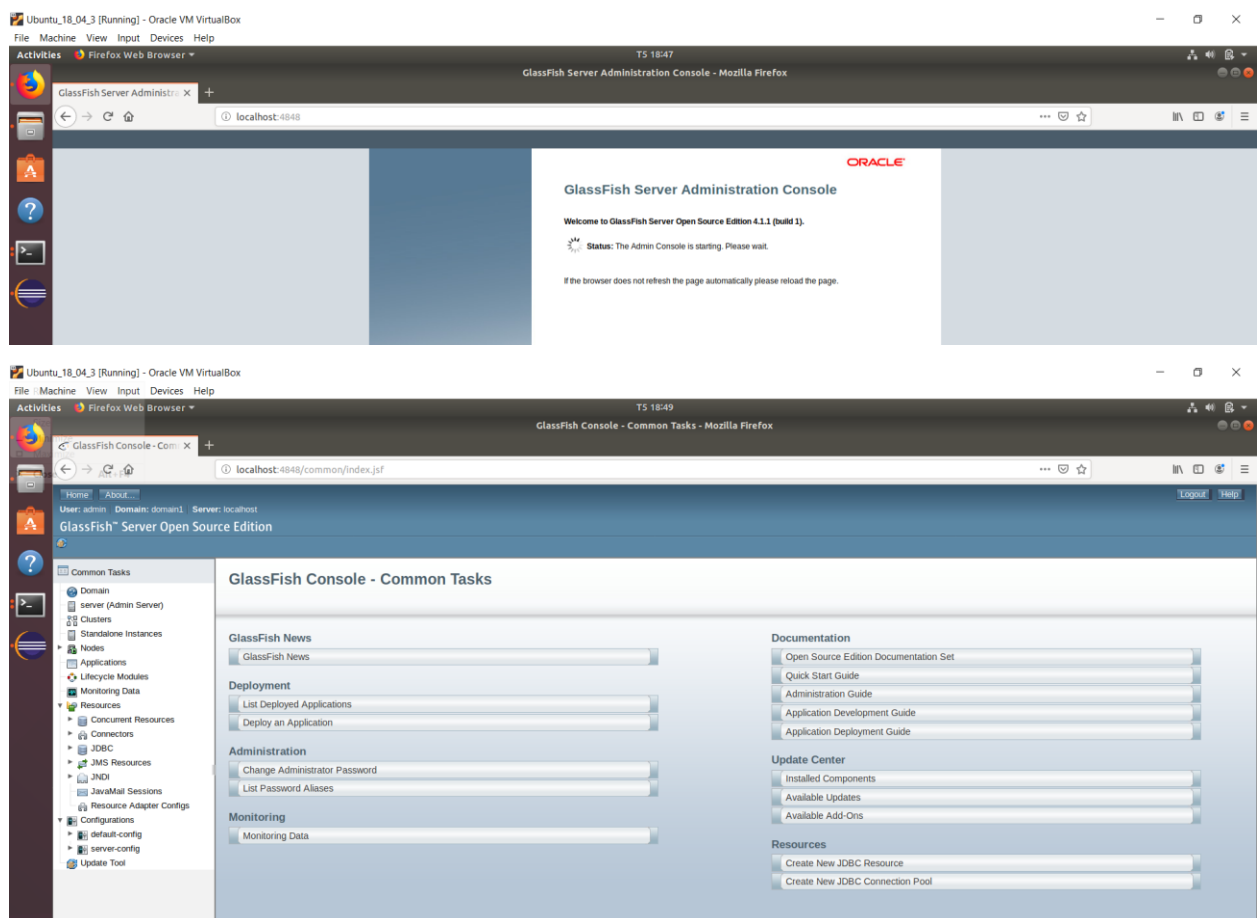 Ubuntu_18_04_3 [Running] - Oracle VM VirtualBox
File Machine View Input Devices Help
Activities Firefox Web Browser T5 18:47
GlassFish Server Administration Console - Mozilla Firefox
GlassFish Server Administra
localhost:4848
ORACLE
GlassFish Server Administration Console
Welcome to GlassFish Server Open Source Edition 4.1.1 (build 1).
Status: The Admin Console is starting. Please wait.
If the browser does not refresh the page automatically please reload the page.
Ubuntu_18_04_3 [Running] - Oracle VM VirtualBox
File Machine View Input Devices Help
Activities Firefox Web Browser T5 18:49
GlassFish Console - Common Tasks - Mozilla Firefox
GlassFish Console - Com
localhost:4848/common/index.jsf
Home About... Logout Help
User: admin Domain: domain1 Server: localhost
GlassFish™ Server Open Source Edition
Common Tasks
Domain
server (Admin Server)
Clusters
Standalone Instances
Nodes
Applications
Lifecycle Modules
Monitoring Data
Resources
Concurrent Resources
Connectors
JDBC
JMS Resources
JNDI
JavaMail Sessions
Resource Adapter Configs
Configurations
default-config
server-config
Update Tool
GlassFish Console - Common Tasks
GlassFish News
GlassFish News
Deployment
List Deployed Applications
Deploy an Application
Administration
Change Administrator Password
List Password Aliases
Monitoring
Monitoring Data
Documentation
Open Source Edition Documentation Set
Quick Start Guide
Administration Guide
Application Development Guide
Application Deployment Guide
Update Center
Installed Components
Available Updates
Available Add-Ons
Resources
Create New JDBC Resource
Create New JDBC Connection Pool